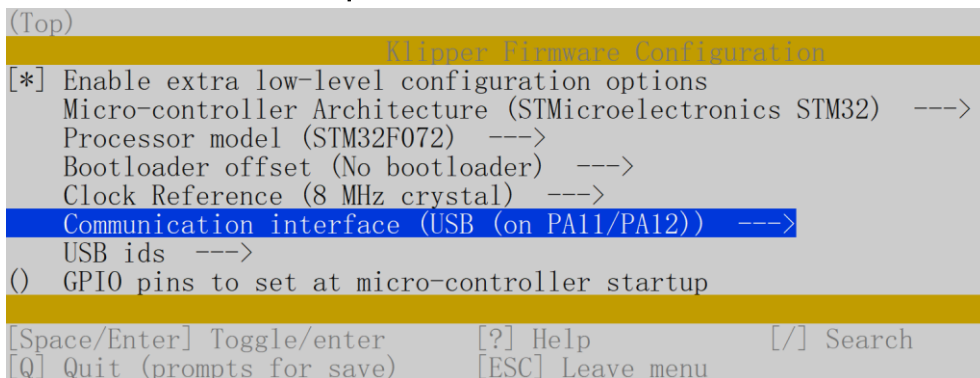 (Top)
Klipper Firmware Configuration
[*] Enable extra low-level configuration options
Micro-controller Architecture (STMicroelectronics STM32) --->
Processor model (STM32F072) --->
Bootloader offset (No bootloader) --->
Clock Reference (8 MHz crystal) --->
Communication interface (USB (on PA11/PA12)) --->
USB ids --->
() GPIO pins to set at micro-controller startup
[Space/Enter] Toggle/enter [?] Help [/] Search
[Q] Quit (prompts for save) [ESC] Leave menu